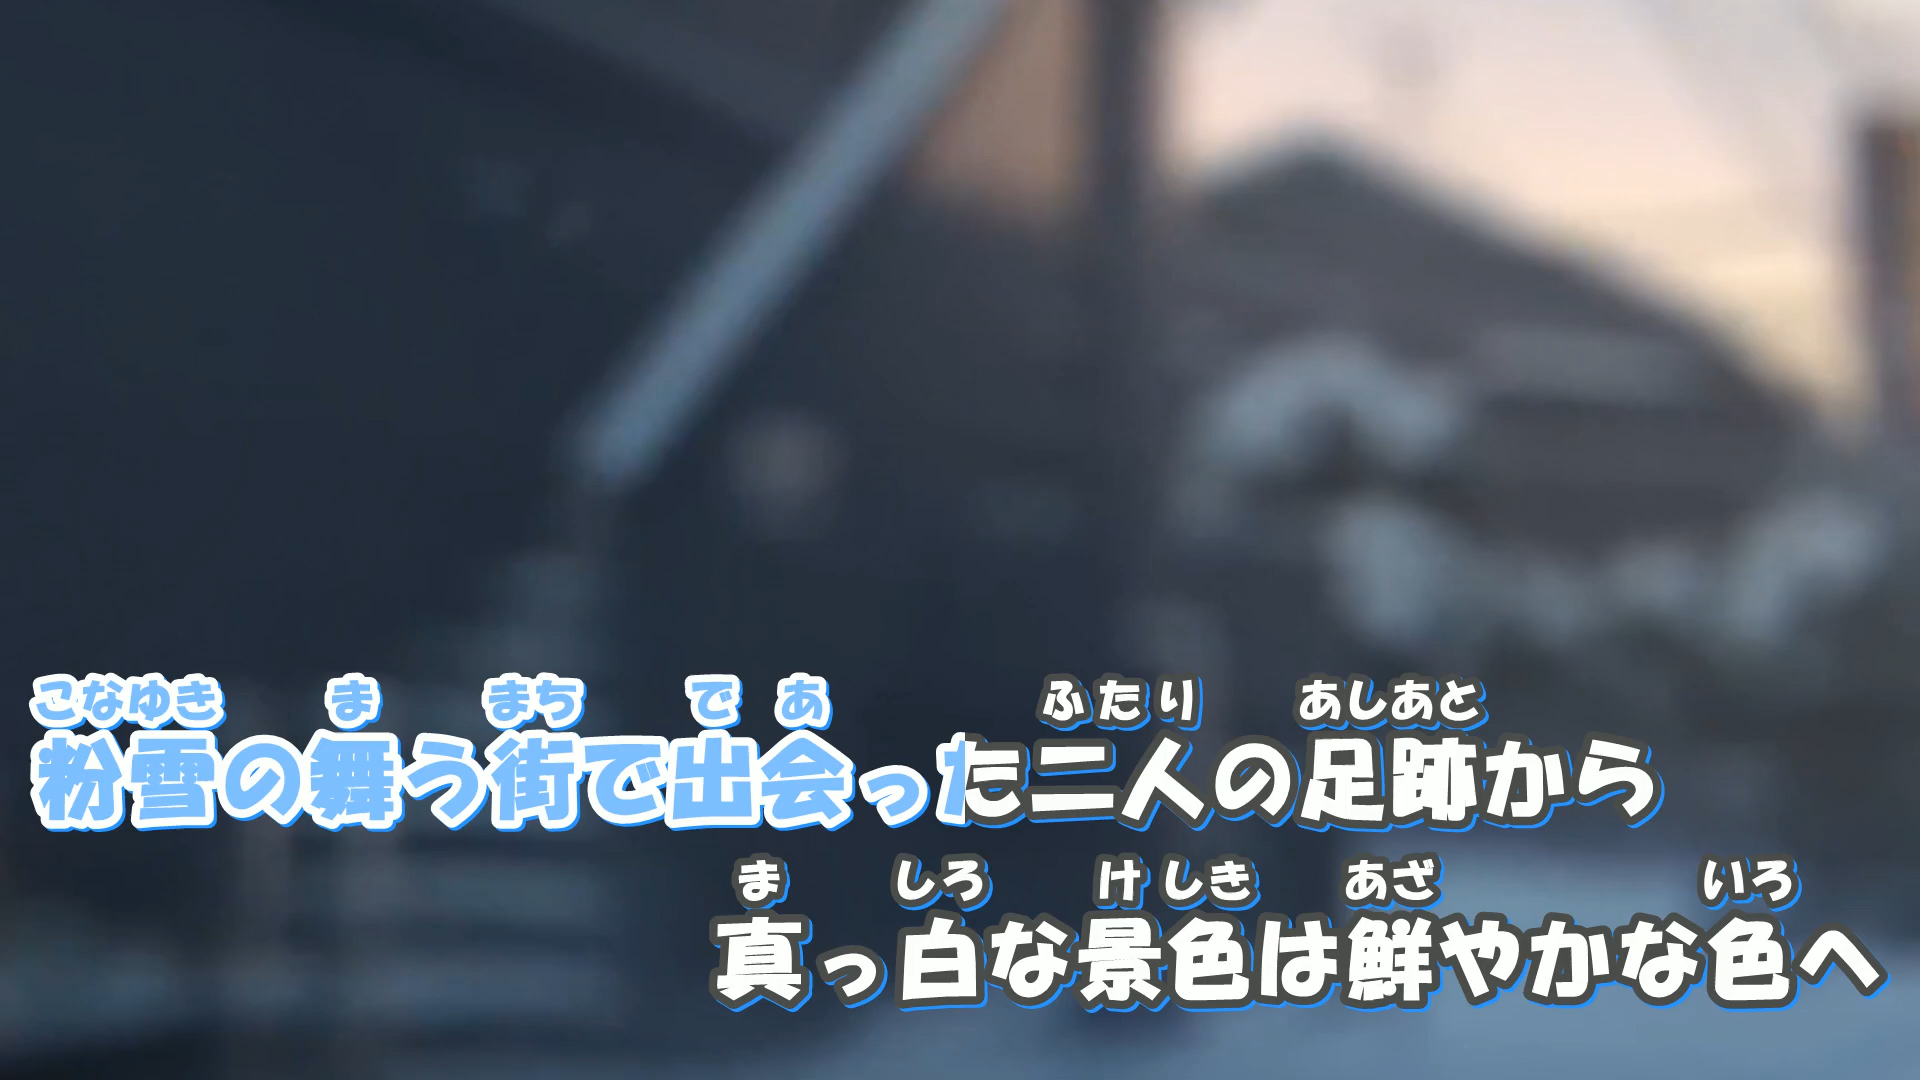 こなゆき ま まち で あ ふたり あしあと
粉雪の舞う街で出会った二人の足跡から
ま しろ けしき あざ いろ
真っ白な景色は鮮やかな色へ